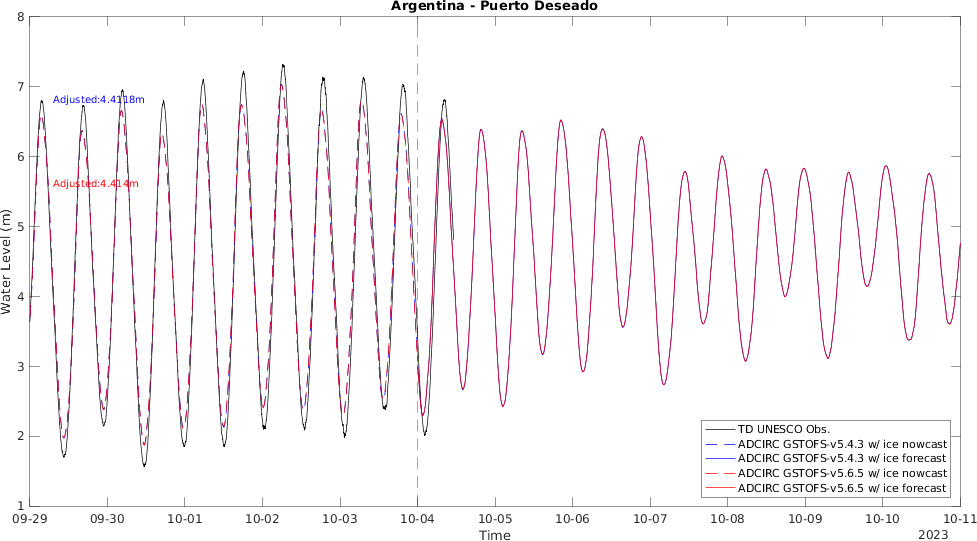 Argentina - Puerto Deseado
8
7
6
5
4
3
2
1
Water Level (m)
Adjusted:4.4118m
Adjusted:4.414m
TD UNESCO Obs.
ADCIRC GSTOFS-v5.4.3 w/ ice nowcast
ADCIRC GSTOFS-v5.4.3 w/ ice forecast
ADCIRC GSTOFS-v5.6.5 w/ ice nowcast
ADCIRC GSTOFS-v5.6.5 w/ ice forecast
09-29 09-30 10-01 10-02 10-03 10-04 10-05 10-06 10-07 10-08 10-09 10-10 10-11
Time
2023